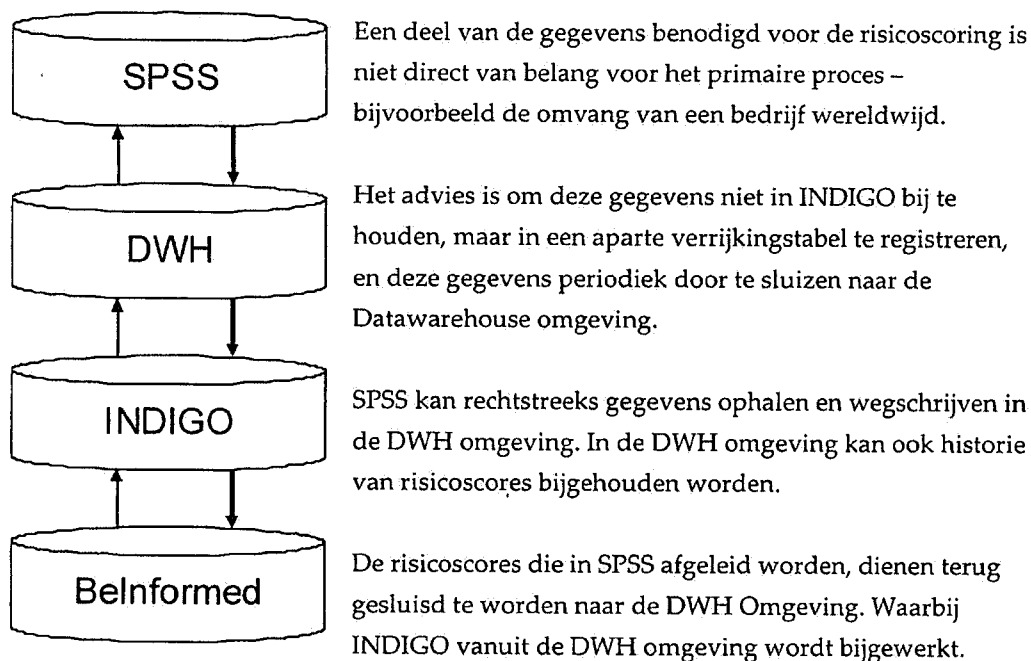 SPSS
DWH
INDIGO
BeInformed
Een deel van de gegevens benodigd voor de risicoscoring is
niet direct van belang voor het primaire proces –
bijvoorbeeld de omvang van een bedrijf wereldwijd.
Het advies is om deze gegevens niet in INDIGO bij te
houden, maar in een aparte verrijkingstabel te registreren,
en deze gegevens periodiek door te sluizen naar de
Datawarehouse omgeving.
SPSS kan rechtstreeks gegevens ophalen en wegschrijven in
de DWH omgeving. In de DWH omgeving kan ook historie
van risicoscores bijgehouden worden.
De risicoscores die in SPSS afgeleid worden, dienen terug
gesluisd te worden naar de DWH Omgeving. Waarbij
INDIGO vanuit de DWH omgeving wordt bijgewerkt.